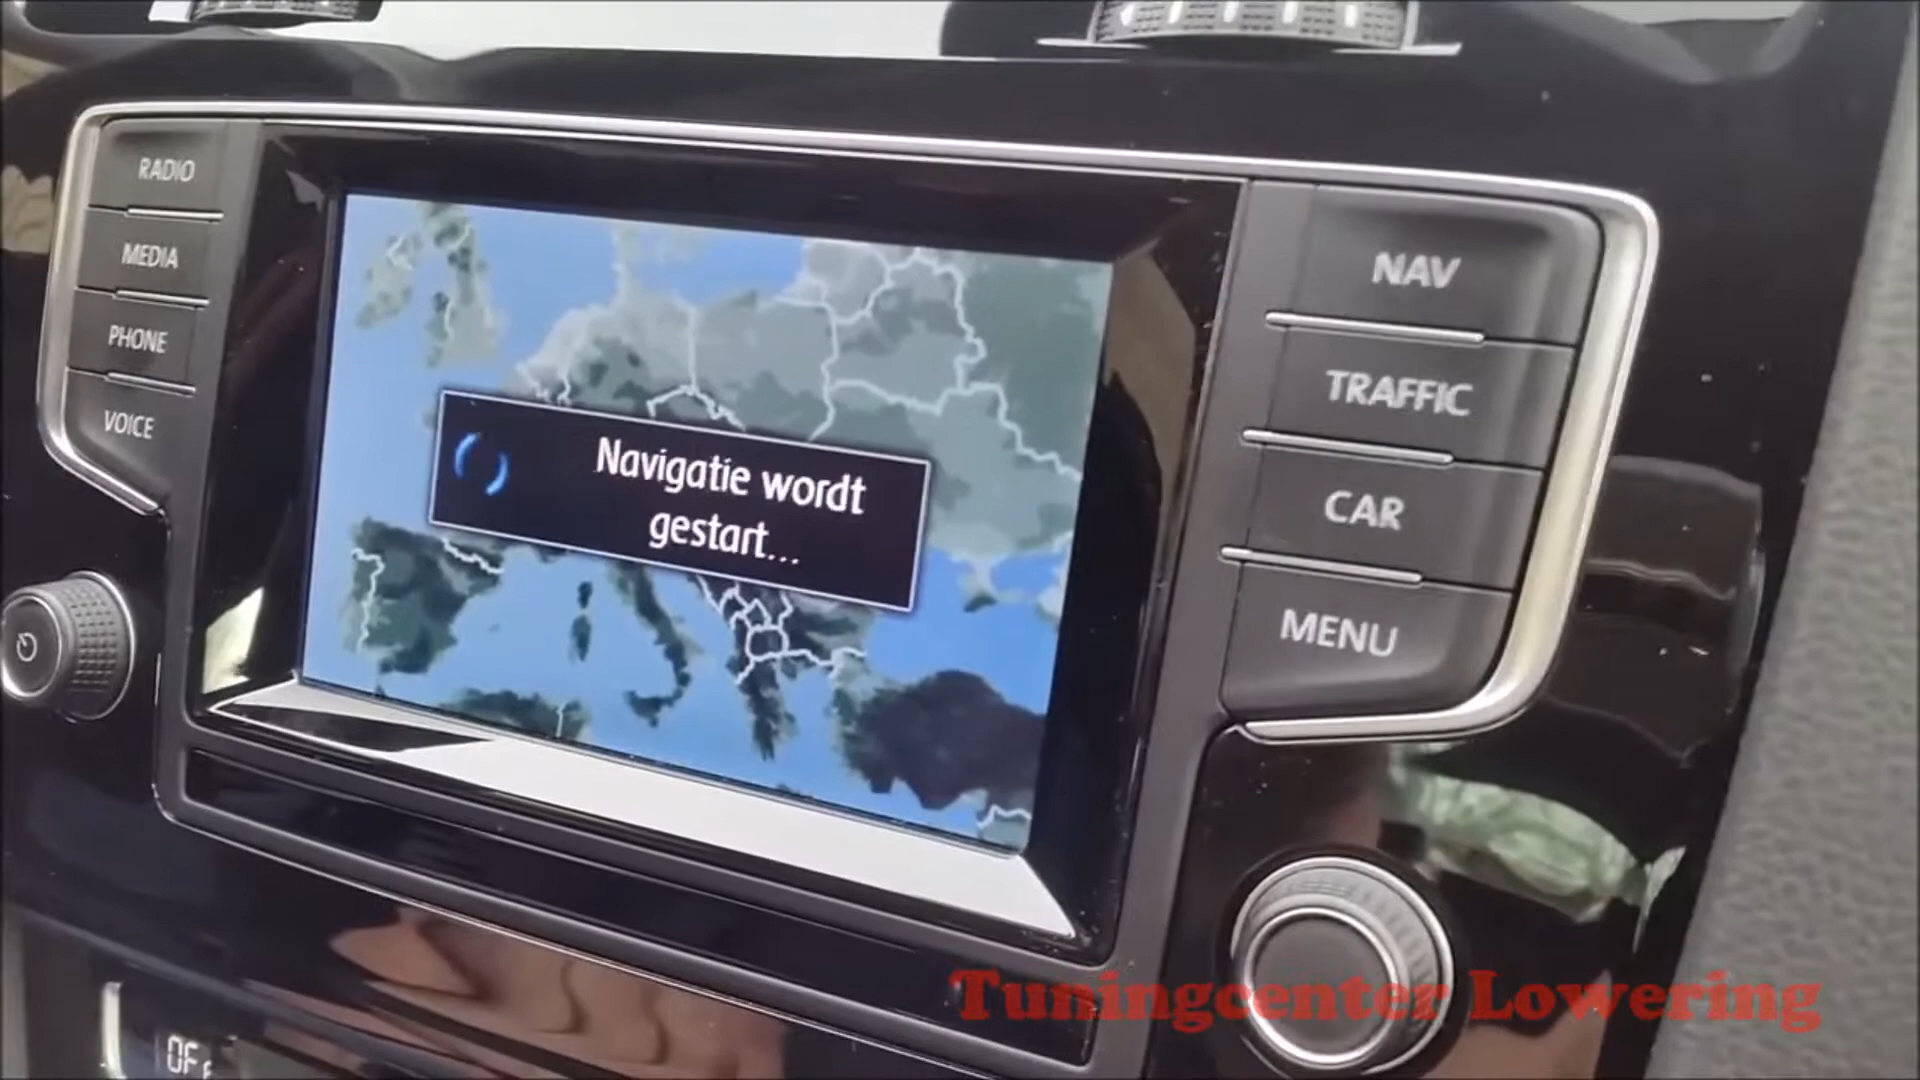 RADIO
MEDIA
PHONE
VOICE
Navigatie wordt
gestart...
NAV
TRAFFIC
CAR
MENU
Tuningcenter Lowering